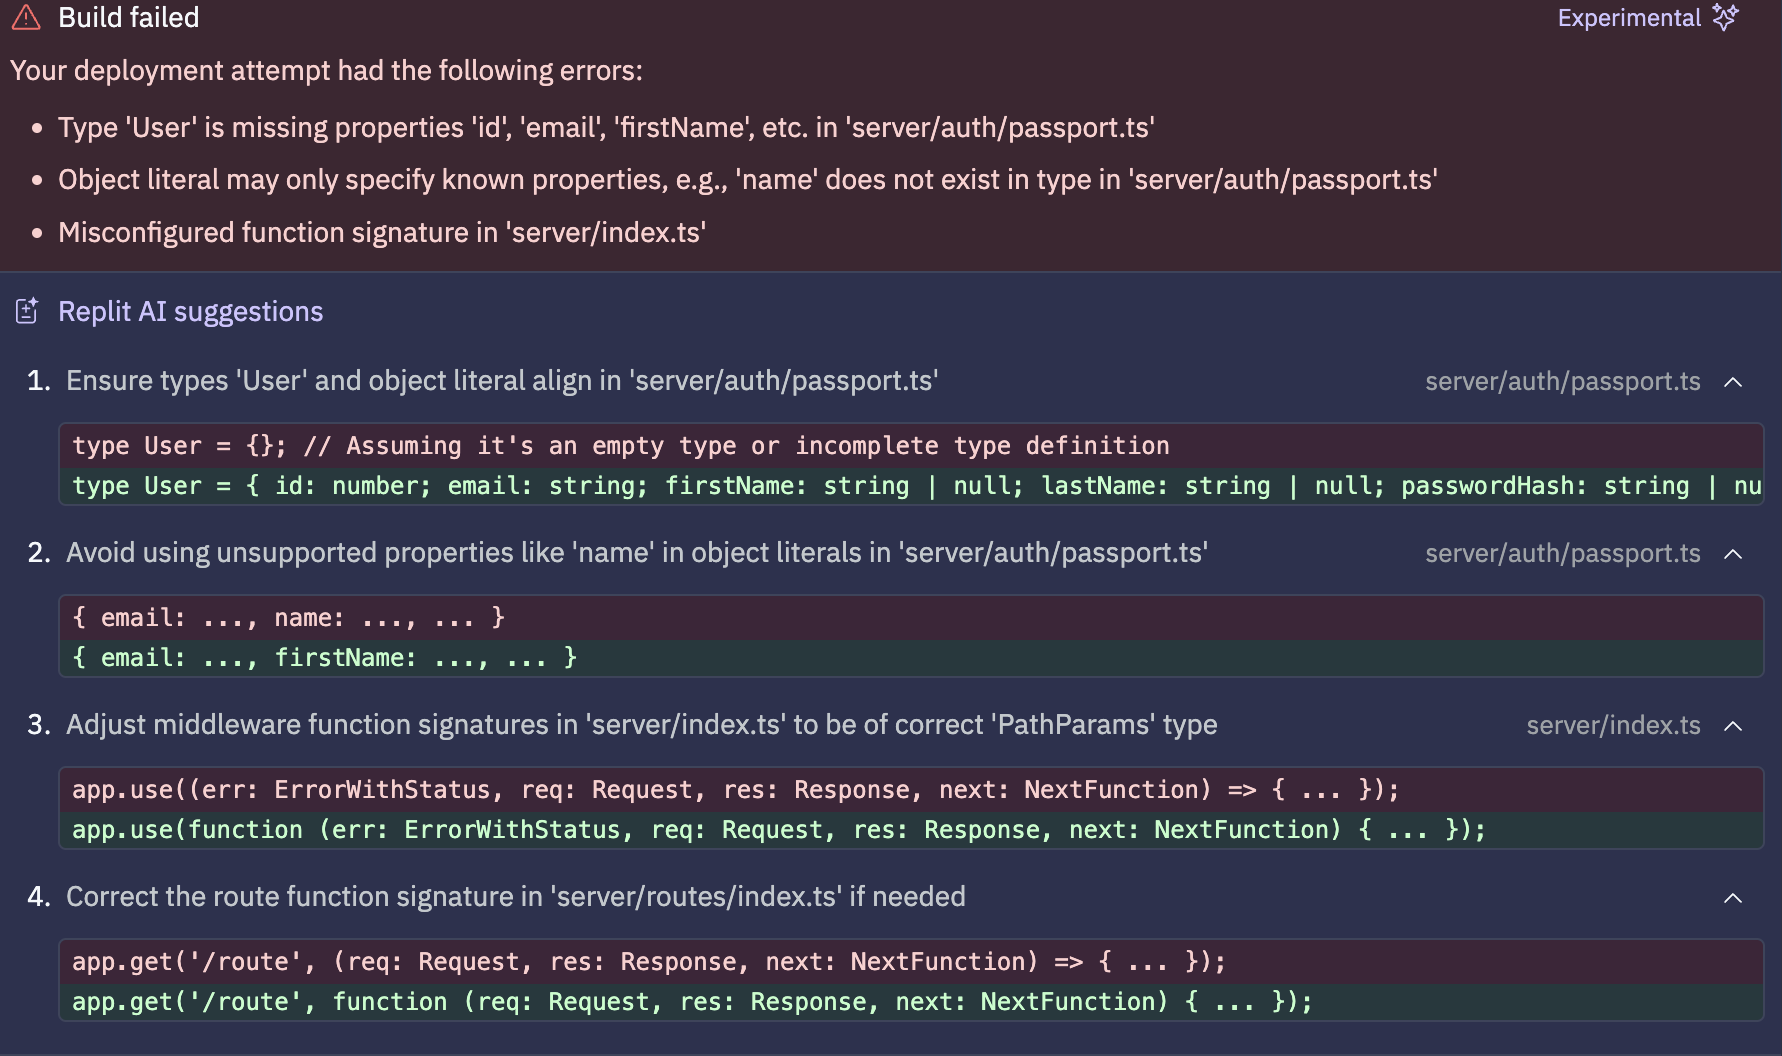 Build failed
Experimental
Your deployment attempt had the following errors:
• Type 'User' is missing properties 'id', 'email', 'firstName', etc. in 'server/auth/passport.ts'
• Object literal may only specify known properties, e.g., 'name' does not exist in type in 'server/auth/passport.ts'
• Misconfigured function signature in 'server/index.ts'
Replit AI suggestions
1. Ensure types 'User' and object literal align in 'server/auth/passport.ts'
server/auth/passport.ts
type User = {}; // Assuming it's an empty type or incomplete type definition
type User = { id: number; email: string; firstName: string | null; lastName: string | null; passwordHash: string | nu
2. Avoid using unsupported properties like 'name' in object literals in 'server/auth/passport.ts'
server/auth/passport.ts
{ email: ..., name: ..., ... }
{ email: ..., firstName: ..., ... }
3. Adjust middleware function signatures in 'server/index.ts' to be of correct 'PathParams' type
server/index.ts
app.use((err: ErrorWithStatus, req: Request, res: Response, next: NextFunction) => { ... });
app.use(function (err: ErrorWithStatus, req: Request, res: Response, next: NextFunction) { ... });
4. Correct the route function signature in 'server/routes/index.ts' if needed
app.get('/route', (req: Request, res: Response, next: NextFunction) => { ... });
app.get('/route', function (req: Request, res: Response, next: NextFunction) { ... });